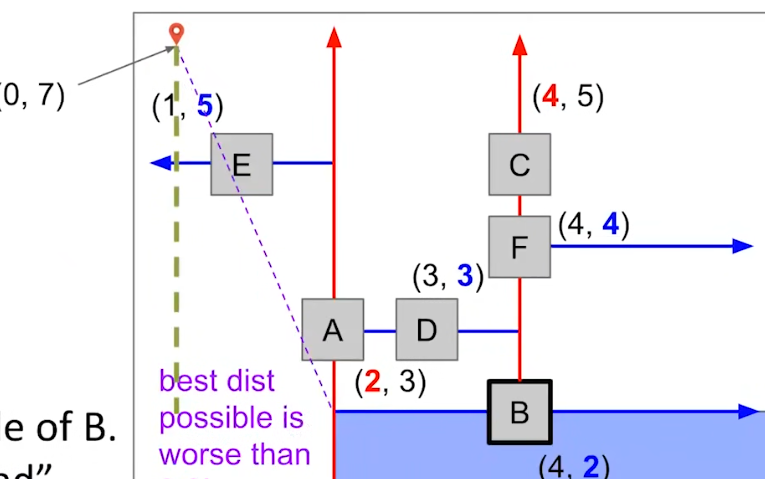 (0, 7)
(1, 5)
(4, 5)
E
C
F
(4, 4)
(3, 3)
A
D
(2, 3)
best dist
possible is
worse than
B
le of B.
(4, 2)